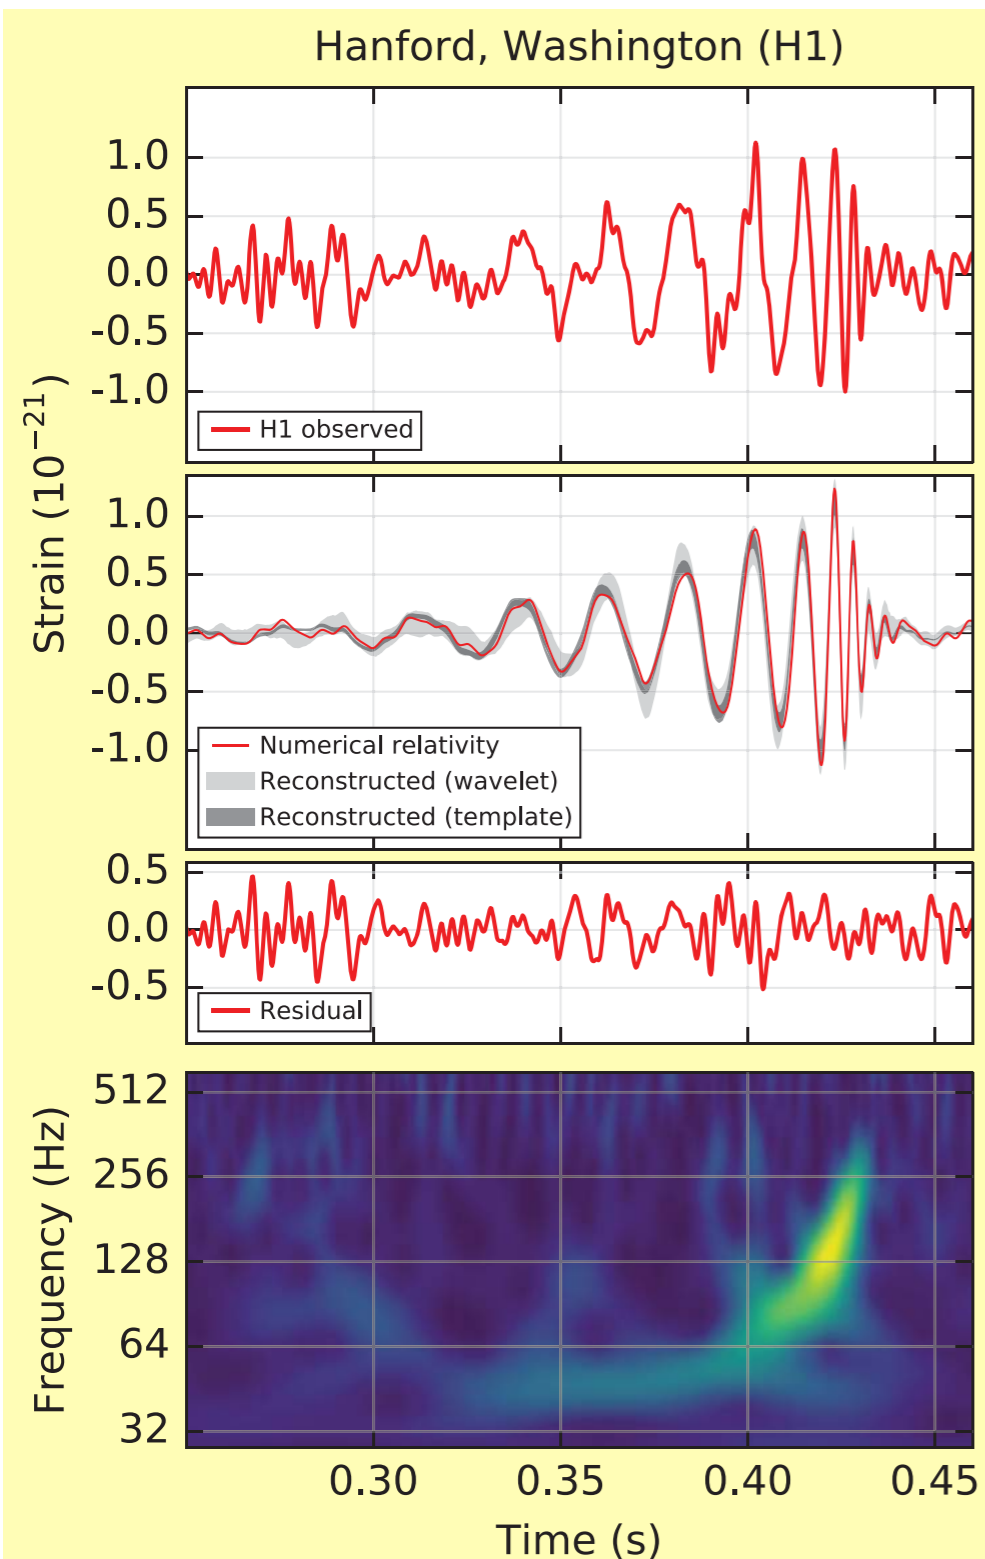 Hanford, Washington (H1)
Strain (10⁻²¹)
1.0
0.5
0.0
-0.5
-1.0
H1 observed
1.0
0.5
0.0
-0.5
-1.0
Numerical relativity
Reconstructed (wavelet)
Reconstructed (template)
0.5
0.0
-0.5
Residual
Frequency (Hz)
512
256
128
64
32
0.30 0.35 0.40 0.45
Time (s)